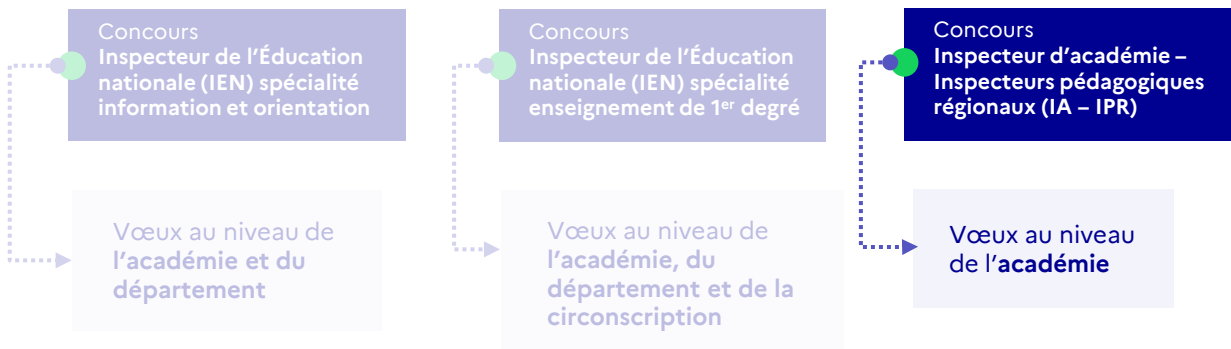 Concours
Inspecteur de l’Éducation
nationale (IEN) spécialité
information et orientation
Concours
Inspecteur de l’Éducation
nationale (IEN) spécialité
enseignement de 1er degré
Concours
Inspecteur d’académie –
Inspecteurs pédagogiques
régionaux (IA – IPR)
Vœux au niveau de
l’académie et du
département
Vœux au niveau de
l’académie, du
département et de la
circonscription
Vœux au niveau
de l’académie